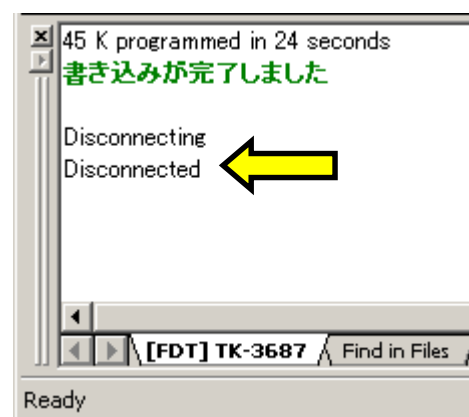 45 K programmed in 24 seconds
書き込みが完了しました
Disconnecting
Disconnected
[FDT] TK-3687 Find in Files
Ready